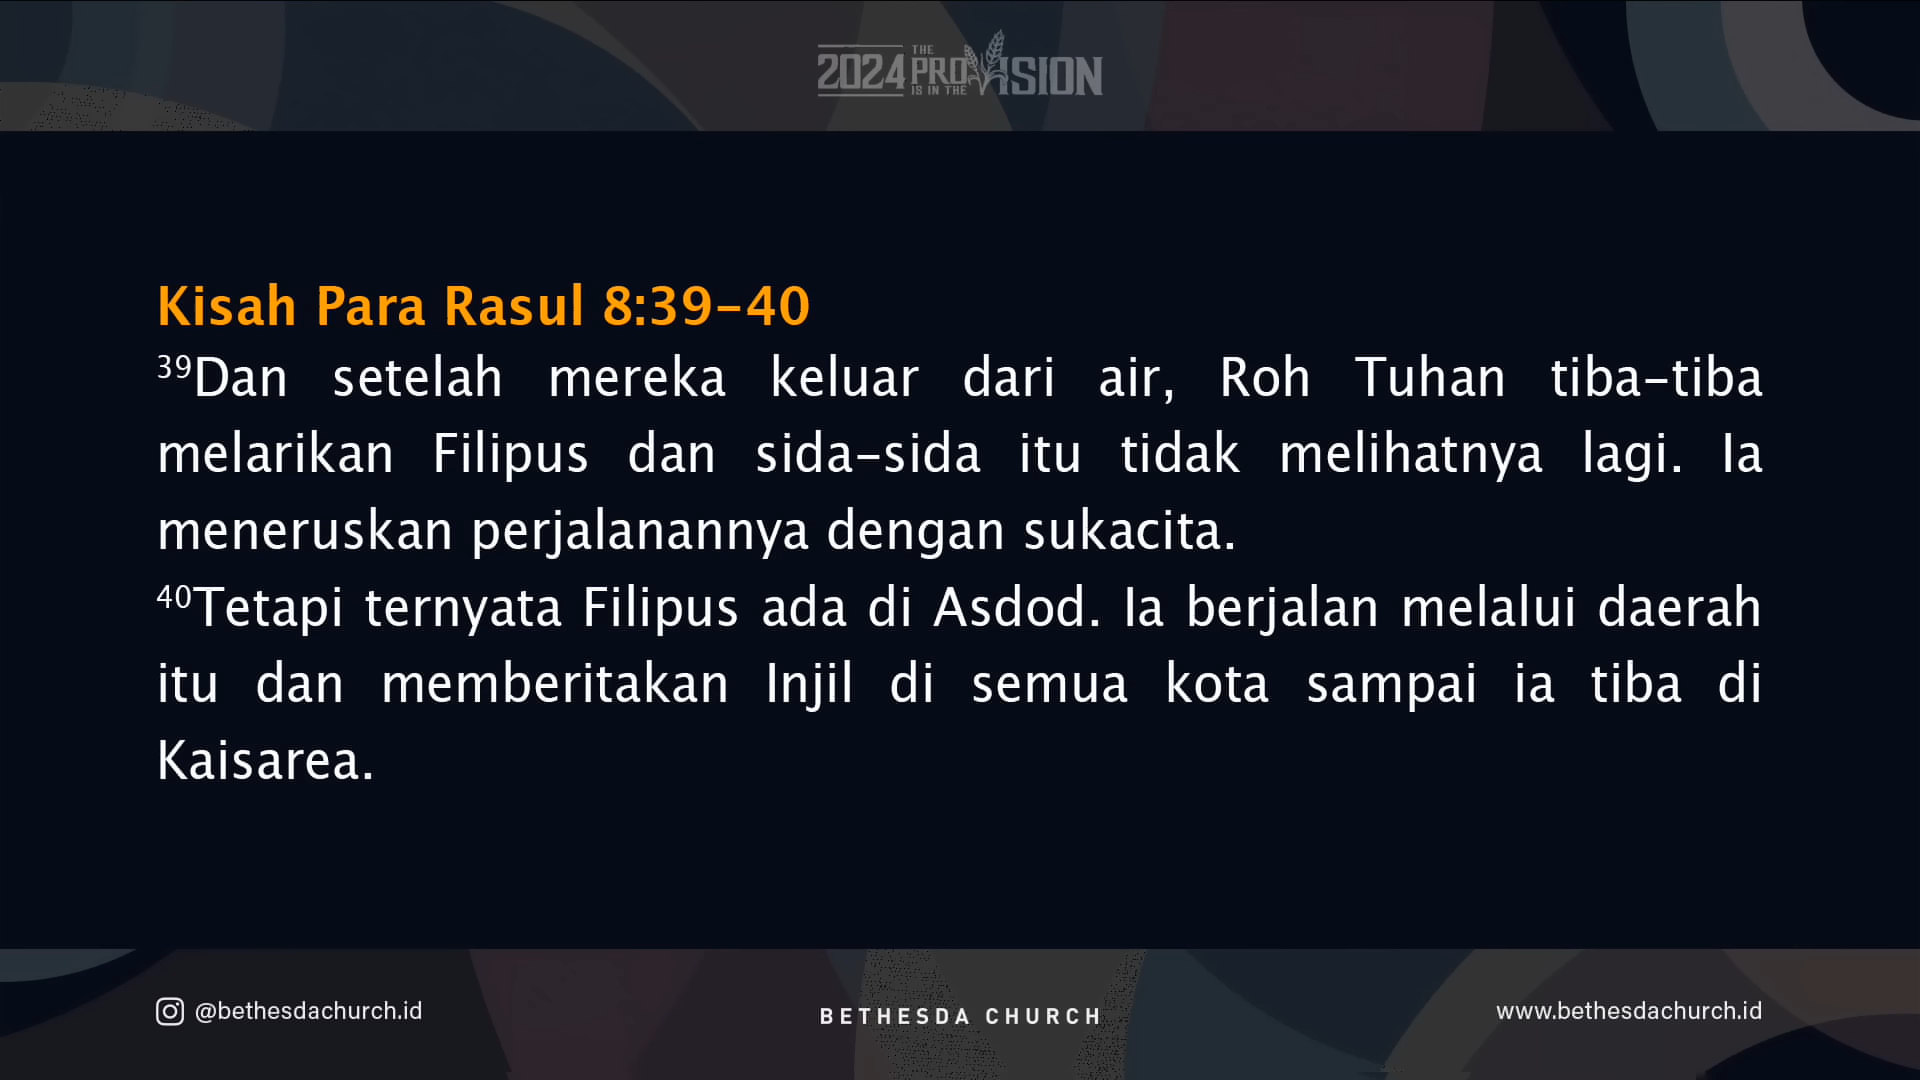 2024 THE PROVISION IS IN THE
Kisah Para Rasul 8:39-40
39Dan setelah mereka keluar dari air, Roh Tuhan tiba-tiba
melarikan Filipus dan sida-sida itu tidak melihatnya lagi. Ia
meneruskan perjalanannya dengan sukacita.
40Tetapi ternyata Filipus ada di Asdod. Ia berjalan melalui daerah
itu dan memberitakan Injil di semua kota sampai ia tiba di
Kaisarea.
@bethesdachurch.id
BETHESDA CHURCH
www.bethesdachurch.id